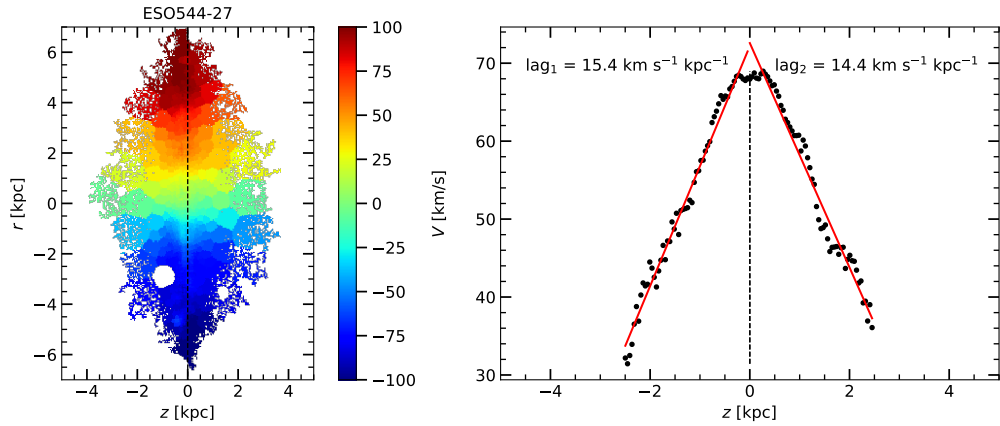 ESO544-27
6
4
2
0
−2
−4
−6
r [kpc]
−4 −2 0 2 4
z [kpc]
100
75
50
25
0
−25
−50
−75
−100
lag₁ = 15.4 km s⁻¹ kpc⁻¹
lag₂ = 14.4 km s⁻¹ kpc⁻¹
70
60
50
40
30
V [km/s]
−4 −2 0 2 4
z [kpc]